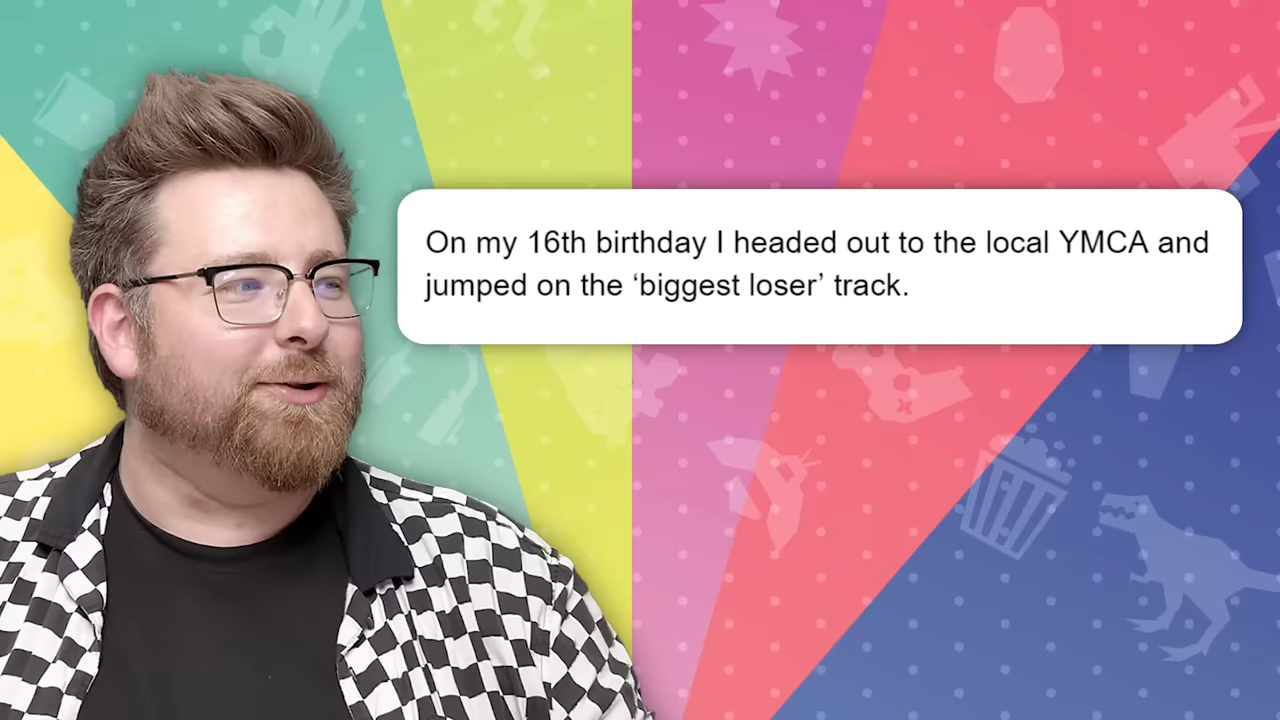 On my 16th birthday I headed out to the local YMCA and
jumped on the ‘biggest loser’ track.